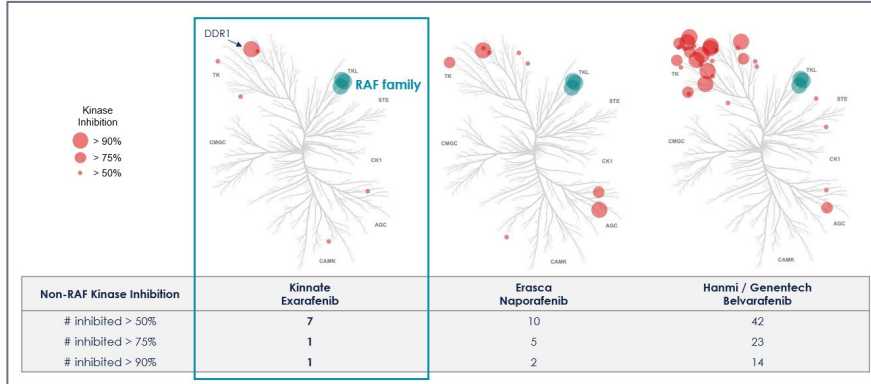 DDR1
TK
TKL
RAF family
STE
CMGC
CK1
AGC
CAMK
Kinase
Inhibition
> 90%
> 75%
> 50%
TK
TKL
STE
CMGC
CK1
AGC
CAMK
TK
TKL
STE
CMGC
CK1
AGC
CAMK
Non-RAF Kinase Inhibition
Kinnate
Exarafenib
Erasca
Naporafenib
Hanmi / Genentech
Belvarafenib
# inhibited > 50% 7 10 42
# inhibited > 75% 1 5 23
# inhibited > 90% 1 2 14